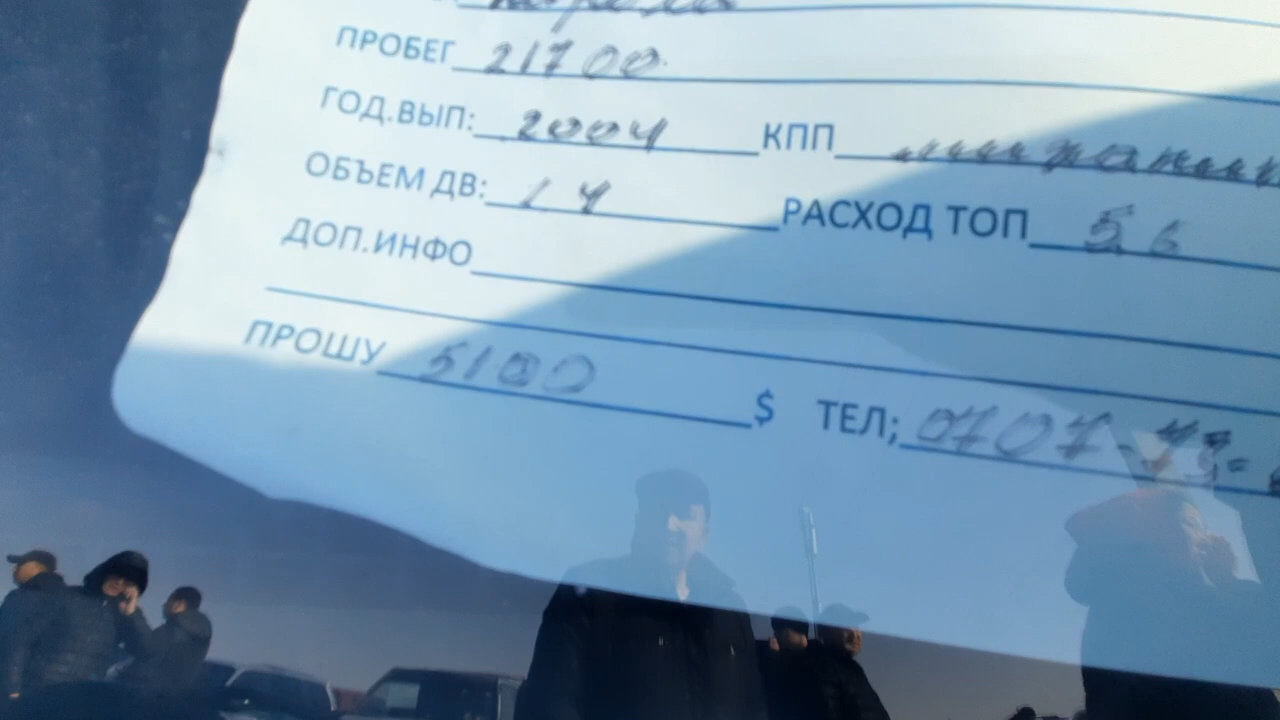 ПРОБЕГ 21700
ГОД.ВЫП: 2004 КПП
ОБЪЕМ ДВ: 1 4 РАСХОД ТОП 5.6
ДОП.ИНФО
ПРОШУ 5100 $ ТЕЛ; 0707-